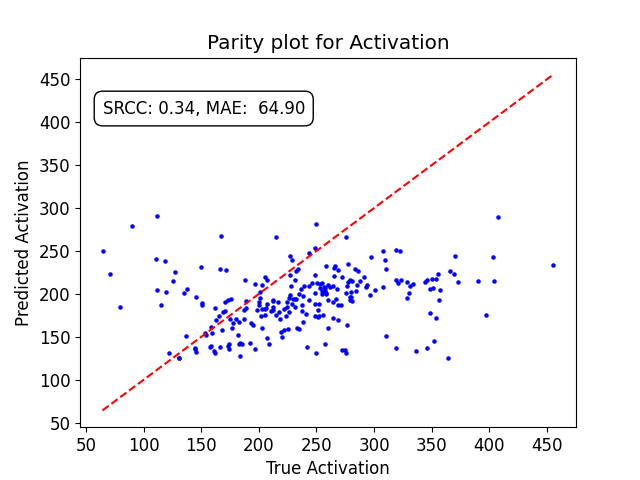 Parity plot for Activation
SRCC: 0.34, MAE:  64.90
Predicted Activation
450
400
350
300
250
200
150
100
50
50 100 150 200 250 300 350 400 450
True Activation